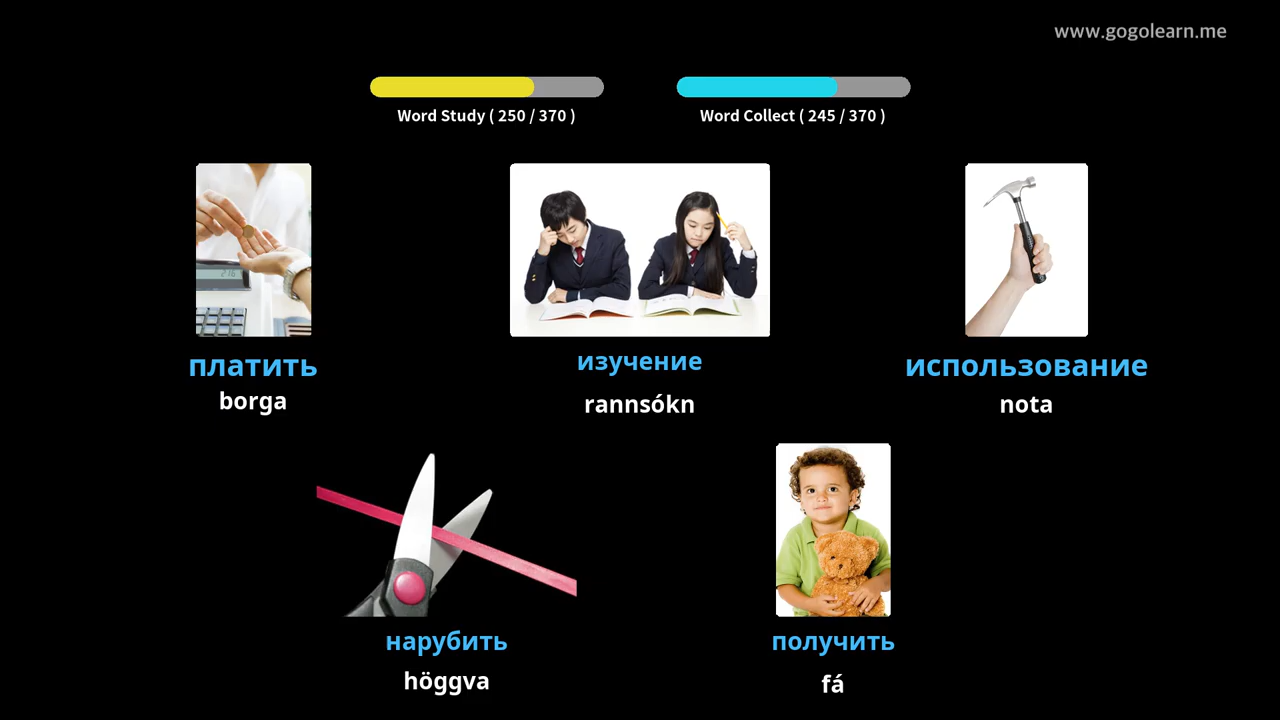 www.gogolearn.me
Word Study ( 250 / 370 )
Word Collect ( 245 / 370 )
216
платить
borga
изучение
rannsókn
использование
nota
нарубить
höggva
получить
fá